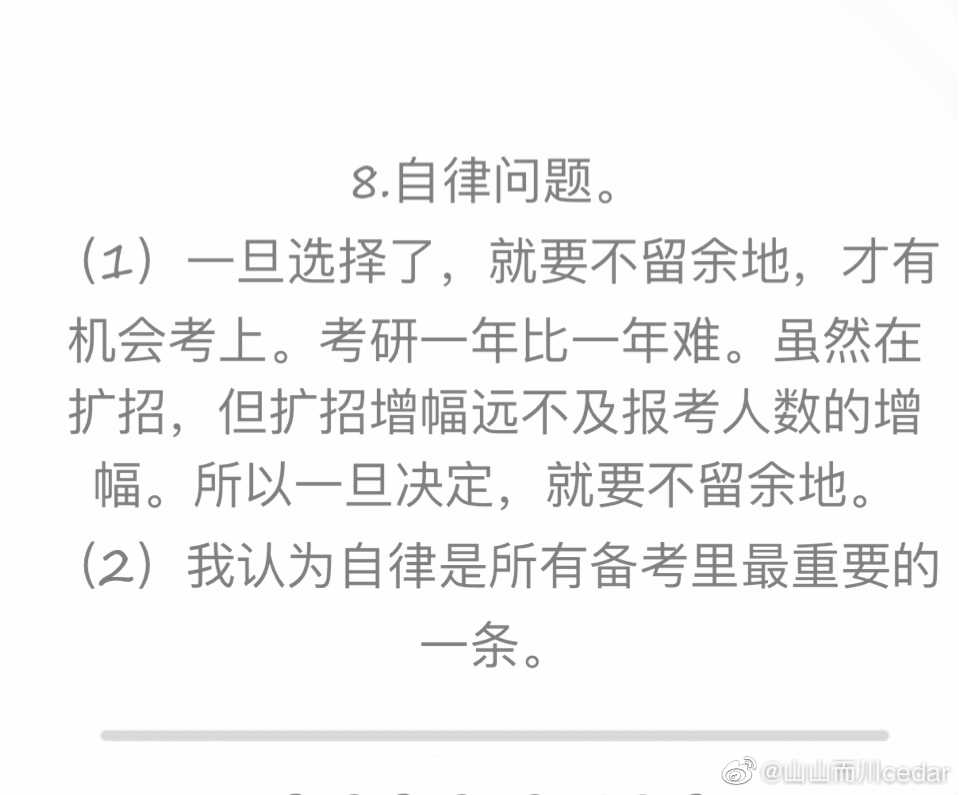 8.自律问题。
（1）一旦选择了，就要不留余地，才有
机会考上。考研一年比一年难。虽然在
扩招，但扩招增幅远不及报考人数的增
幅。所以一旦决定，就要不留余地。
（2）我认为自律是所有备考里最重要的
一条。
@山山而川cedar